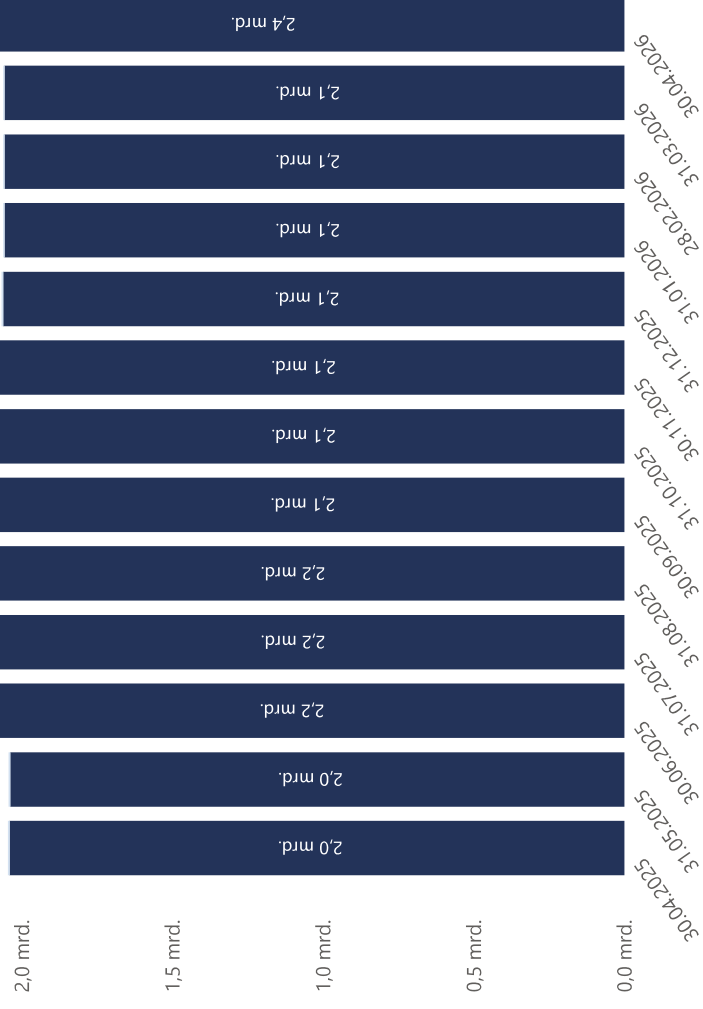 2,4 mrd.
2,1 mrd.
2,1 mrd.
2,1 mrd.
2,1 mrd.
2,1 mrd.
2,1 mrd.
2,1 mrd.
2,2 mrd.
2,2 mrd.
2,2 mrd.
2,0 mrd.
2,0 mrd.
30.04.2026
31.03.2026
28.02.2026
31.01.2026
31.12.2025
30.11.2025
31.10.2025
30.09.2025
31.08.2025
31.07.2025
30.06.2025
31.05.2025
30.04.2025
2,0 mrd.
1,5 mrd.
1,0 mrd.
0,5 mrd.
0,0 mrd.